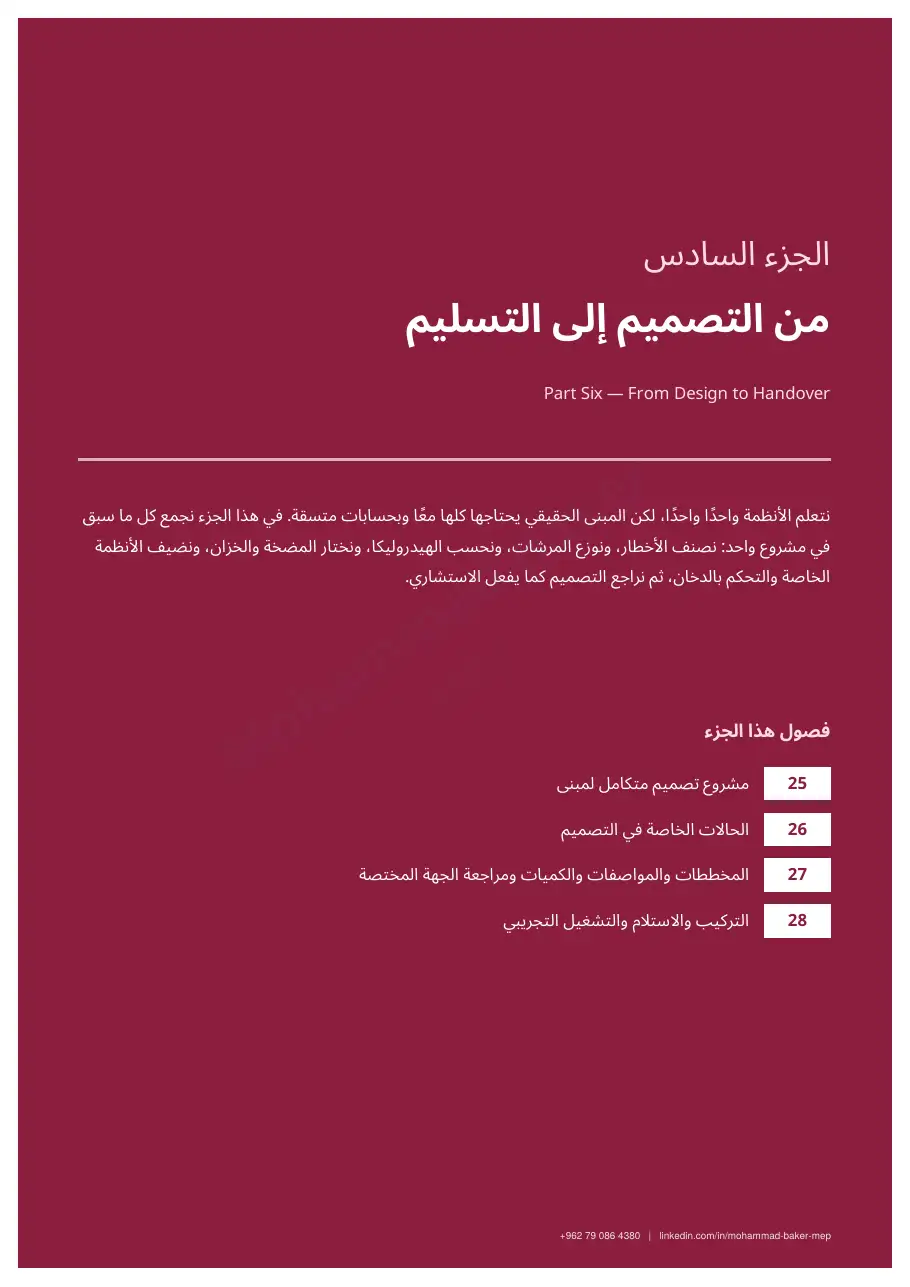 الجزء السادس
من التصميم إلى التسليم
Part Six — From Design to Handover
نتعلم الأنظمة واحدًا واحدًا، لكن المبنى الحقيقي يحتاجها كلها معًا وبحسابات متسقة. في هذا الجزء نجمع كل ما سبق
في مشروع واحد: نصنف الأخطار، ونوزع المرشات، ونحسب الهيدروليكا، ونختار المضخة والخزان، ونضيف الأنظمة
الخاصة والتحكم بالدخان، ثم نراجع التصميم كما يفعل الاستشاري.
فصول هذا الجزء
25 مشروع تصميم متكامل لمبنى
26 الحالات الخاصة في التصميم
27 المخططات والمواصفات والكميات ومراجعة الجهة المختصة
28 التركيب والاستلام والتشغيل التجريبي
+962 79 086 4380 | linkedin.com/in/mohammad-baker-mep